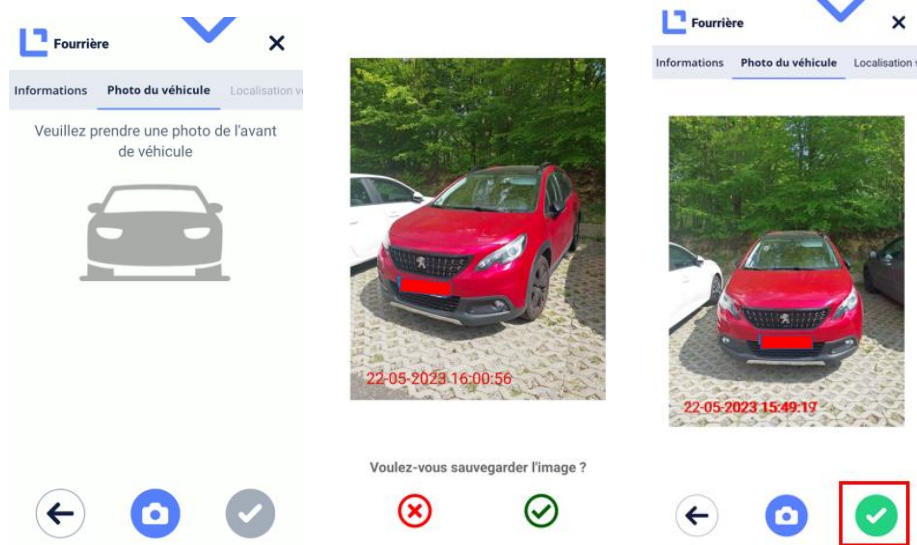 Fourrière
Informations Photo du véhicule Localisation
Veuillez prendre une photo de l'avant
de véhicule
22-05-2023 16:00:56
Voulez-vous sauvegarder l'image ?
Fourrière
Informations Photo du véhicule Localisation
22-05-2023 15:49:19